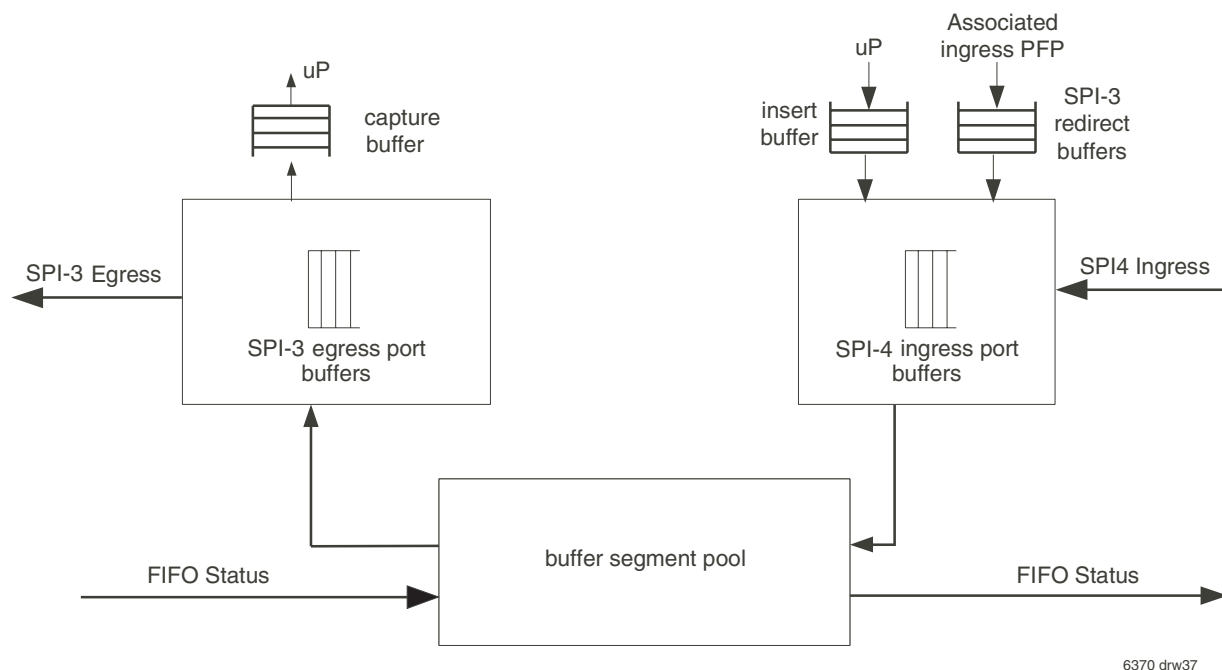 uP
capture
buffer
uP
Associated
ingress PFP
insert
buffer
SPI-3
redirect
buffers
SPI-3 Egress
SPI-3 egress port
buffers
SPI4 Ingress
SPI-4 ingress port
buffers
buffer segment pool
FIFO Status
FIFO Status
6370 drw37